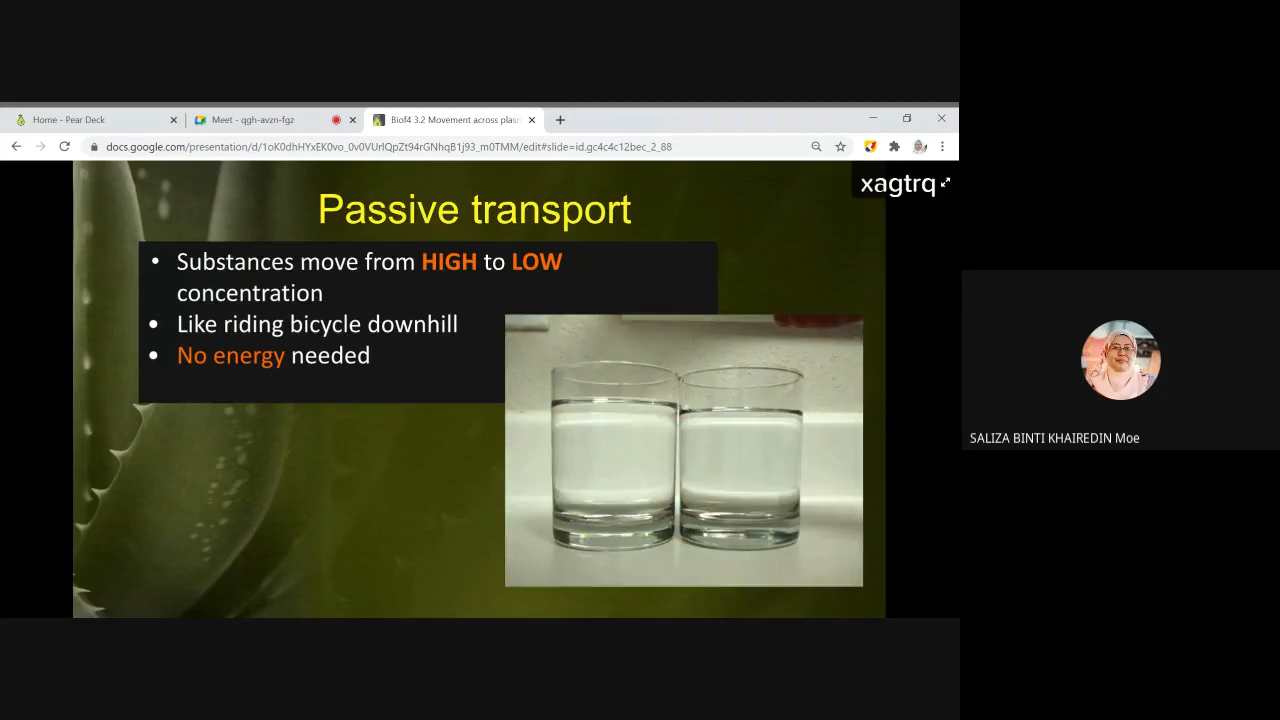 Home - Pear Deck
Meet - qgh-avzn-fgz
Biof4 3.2 Movement across plasm
docs.google.com/presentation/d/1oK0dhHYxEK0vo_0v0VUrlQpZt94rGNhqB1j93_m0TMM/edit#slide=id.gc4c4c12bec_2_88
xagtrq
Passive transport
• Substances move from HIGH to LOW
concentration
• Like riding bicycle downhill
• No energy needed
SALIZA BINTI KHAIREDIN Moe